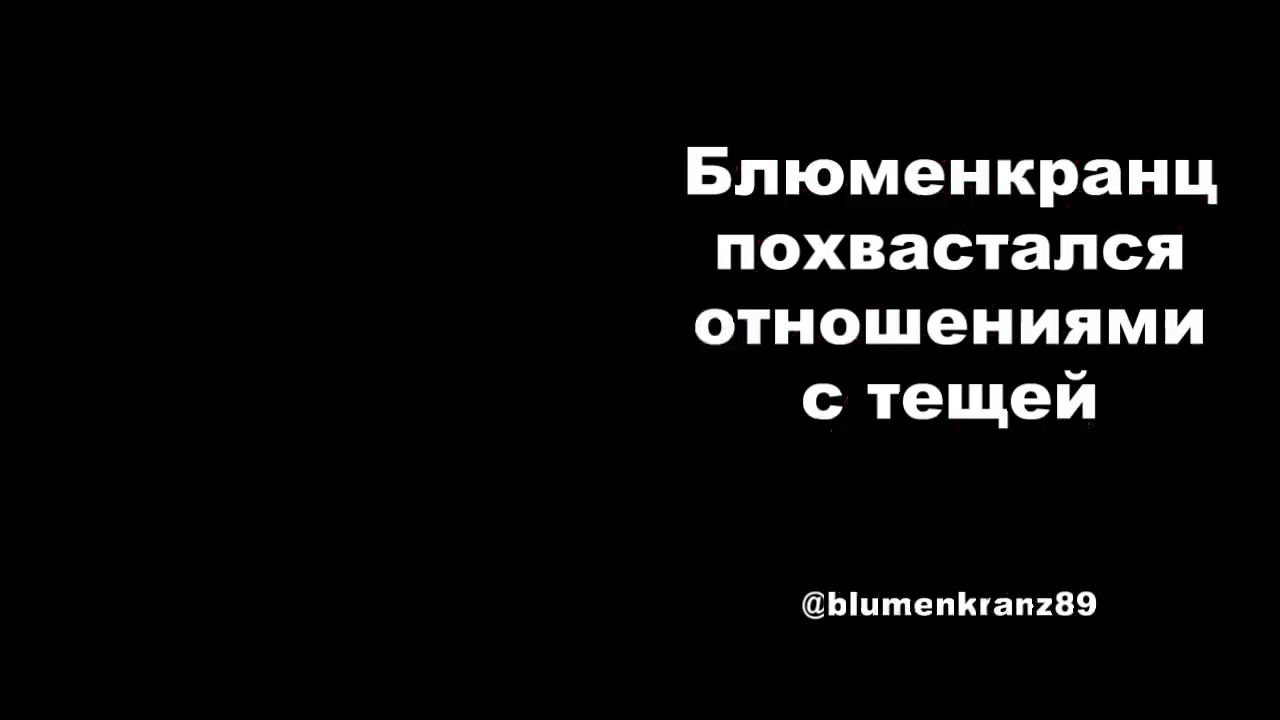 Блюменкранц
похвастался
отношениями
с тещей
@blumenkranz89